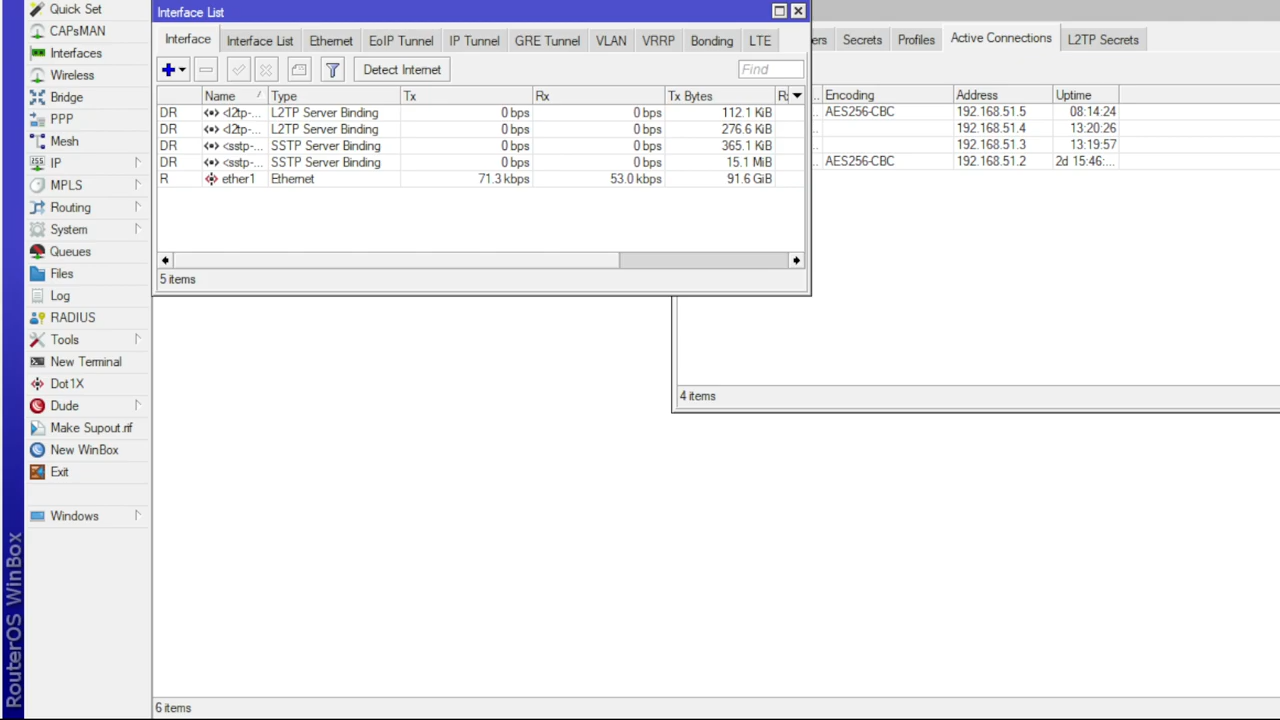 Quick Set
CAPsMAN
Interfaces
Wireless
Bridge
PPP
Mesh
IP
MPLS
Routing
System
Queues
Files
Log
RADIUS
Tools
New Terminal
Dot1X
Dude
Make Supout.rif
New WinBox
Exit
Windows
RouterOS WinBox
Interface List
Interface Interface List Ethernet EoIP Tunnel IP Tunnel GRE Tunnel VLAN VRRP Bonding LTE
Detect Internet Find
Name Type Tx Rx Tx Bytes
DR <l2tp-... L2TP Server Binding 0 bps 0 bps 112.1 KiB
DR <l2tp-... L2TP Server Binding 0 bps 0 bps 276.6 KiB
DR <sstp-... SSTP Server Binding 0 bps 0 bps 365.1 KiB
DR <sstp-... SSTP Server Binding 0 bps 0 bps 15.1 MiB
R ether1 Ethernet 71.3 kbps 53.0 kbps 91.6 GiB
5 items
Secrets Profiles Active Connections L2TP Secrets
Encoding Address Uptime
AES256-CBC 192.168.51.5 08:14:24
192.168.51.4 13:20:26
192.168.51.3 13:19:57
AES256-CBC 192.168.51.2 2d 15:46:...
4 items
6 items